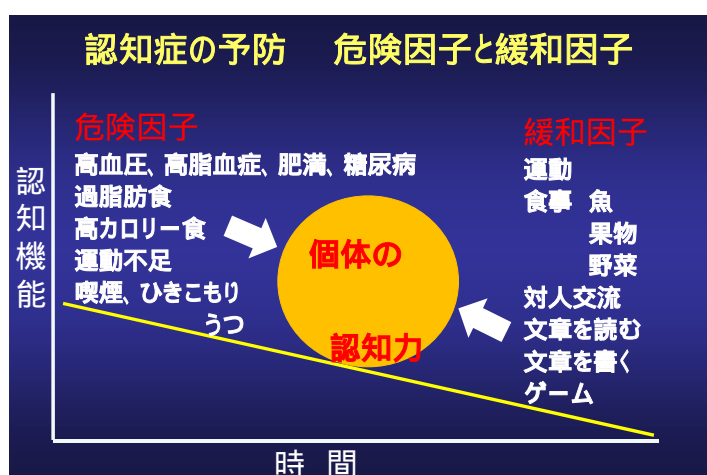 認知症の予防　危険因子と緩和因子
認知機能
危険因子
高血圧、高脂血症、肥満、糖尿病
過脂肪食
高カロリー食
運動不足
喫煙、ひきこもり
うつ
個体の
認知力
緩和因子
運動
食事　魚
果物
野菜
対人交流
文章を読む
文章を書く
ゲーム
時間